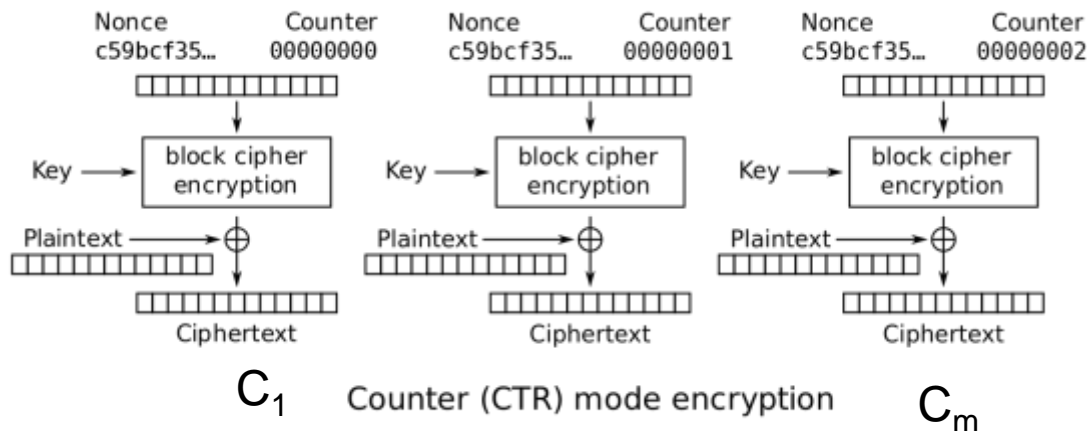 Nonce Counter Nonce Counter Nonce Counter
c59bcf35… 00000000 c59bcf35… 00000001 c59bcf35… 00000002
Key block cipher encryption Key block cipher encryption Key block cipher encryption
Plaintext Plaintext Plaintext
Ciphertext Ciphertext Ciphertext
C1 Counter (CTR) mode encryption Cm